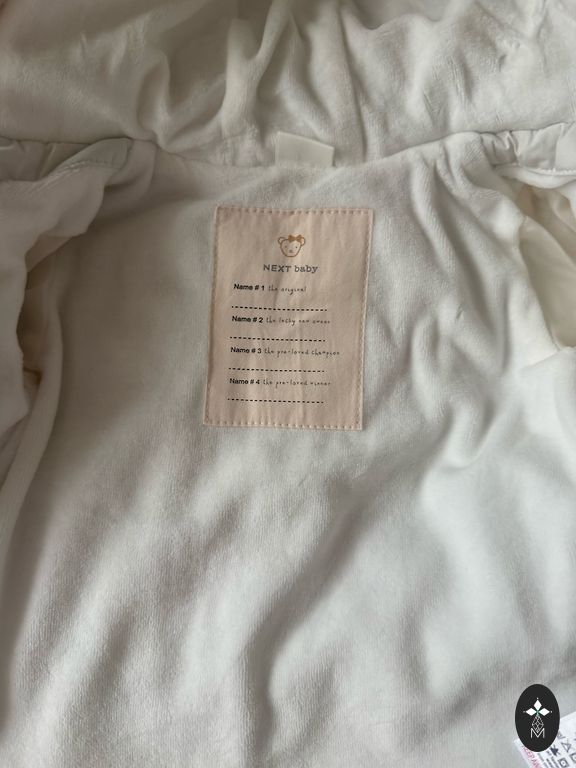 NEXT baby
Name # 1 the original
Name # 2 the lucky new owner
Name # 3 the pre-loved champion
Name # 4 the pre-loved winner
M